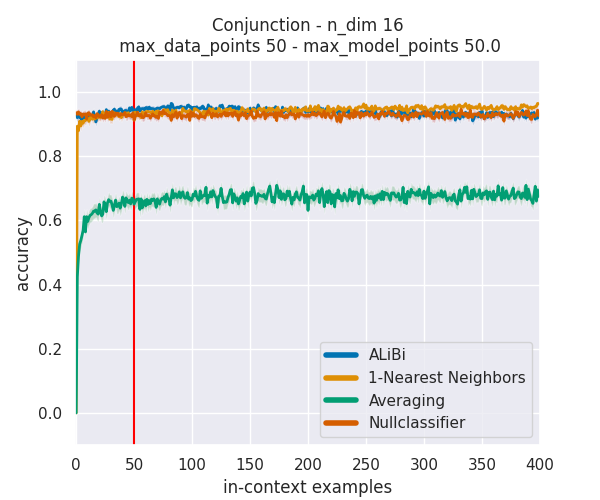 Conjunction - n_dim 16
max_data_points 50 - max_model_points 50.0
accuracy
1.0
0.8
0.6
0.4
0.2
0.0
ALiBi
1-Nearest Neighbors
Averaging
Nullclassifier
0 50 100 150 200 250 300 350 400
in-context examples